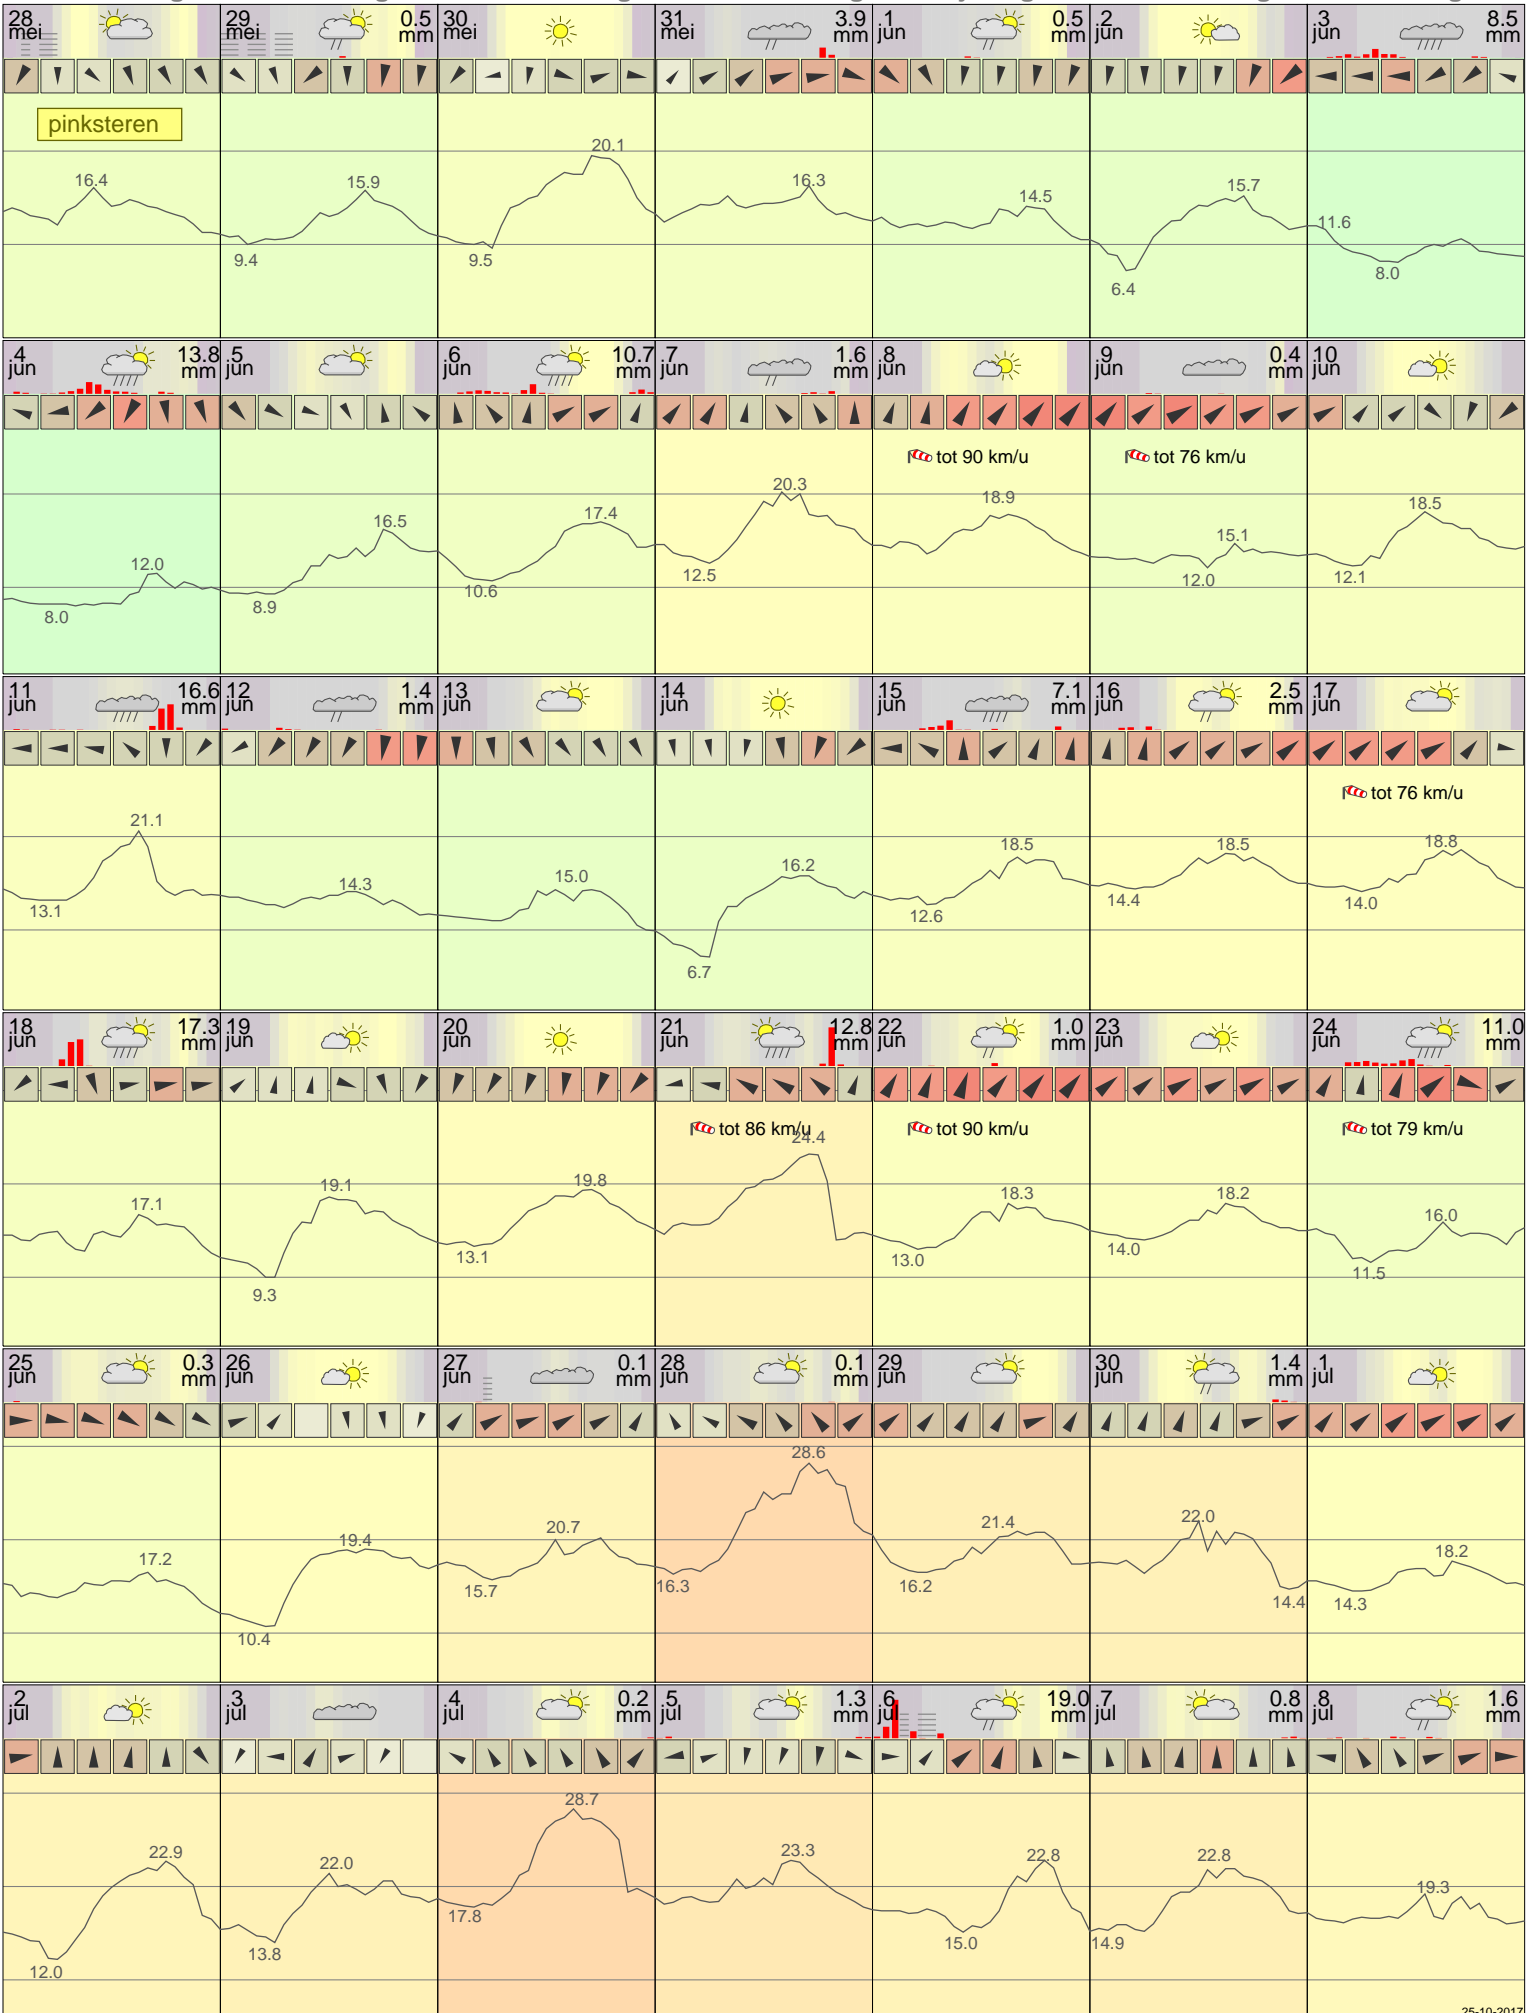 28 mei
29 mei 0.5 mm
30 mei
31 mei 3.9 mm
1 jun 0.5 mm
2 jun
3 jun 8.5 mm
pinksteren
16.4
9.4 15.9
9.5 20.1
16.3
14.5
6.4 15.7
11.6 8.0
4 jun 13.8 mm
5 jun
6 jun 10.7 mm
7 jun 1.6 mm
8 jun
9 jun 0.4 mm
10 jun
tot 90 km/u
tot 76 km/u
8.0 12.0
8.9 16.5
10.6 17.4
12.5 20.3
18.9
12.0 15.1
12.1 18.5
11 jun 16.6 mm
12 jun 1.4 mm
13 jun
14 jun
15 jun 7.1 mm
16 jun 2.5 mm
17 jun
tot 76 km/u
13.1 21.1
14.3
15.0
6.7 16.2
12.6 18.5
14.4 18.5
14.0 18.8
18 jun 17.3 mm
19 jun
20 jun
21 jun 12.8 mm
22 jun 1.0 mm
23 jun
24 jun 11.0 mm
tot 86 km/u
tot 90 km/u
tot 79 km/u
17.1
9.3 19.1
13.1 19.8
24.4
13.0 18.3
14.0 18.2
11.5 16.0
25 jun 0.3 mm
26 jun
27 jun 0.1 mm
28 jun 0.1 mm
29 jun
30 jun 1.4 mm
1 jul
17.2
10.4 19.4
15.7 20.7
16.3 28.6
16.2 21.4
22.0 14.4
14.3 18.2
2 jul
3 jul
4 jul 0.2 mm
5 jul 1.3 mm
6 jul 19.0 mm
7 jul 0.8 mm
8 jul 1.6 mm
12.0 22.9
13.8 22.0
17.8 28.7
23.3
15.0 22.8
14.9 22.8
19.3
25-10-2017